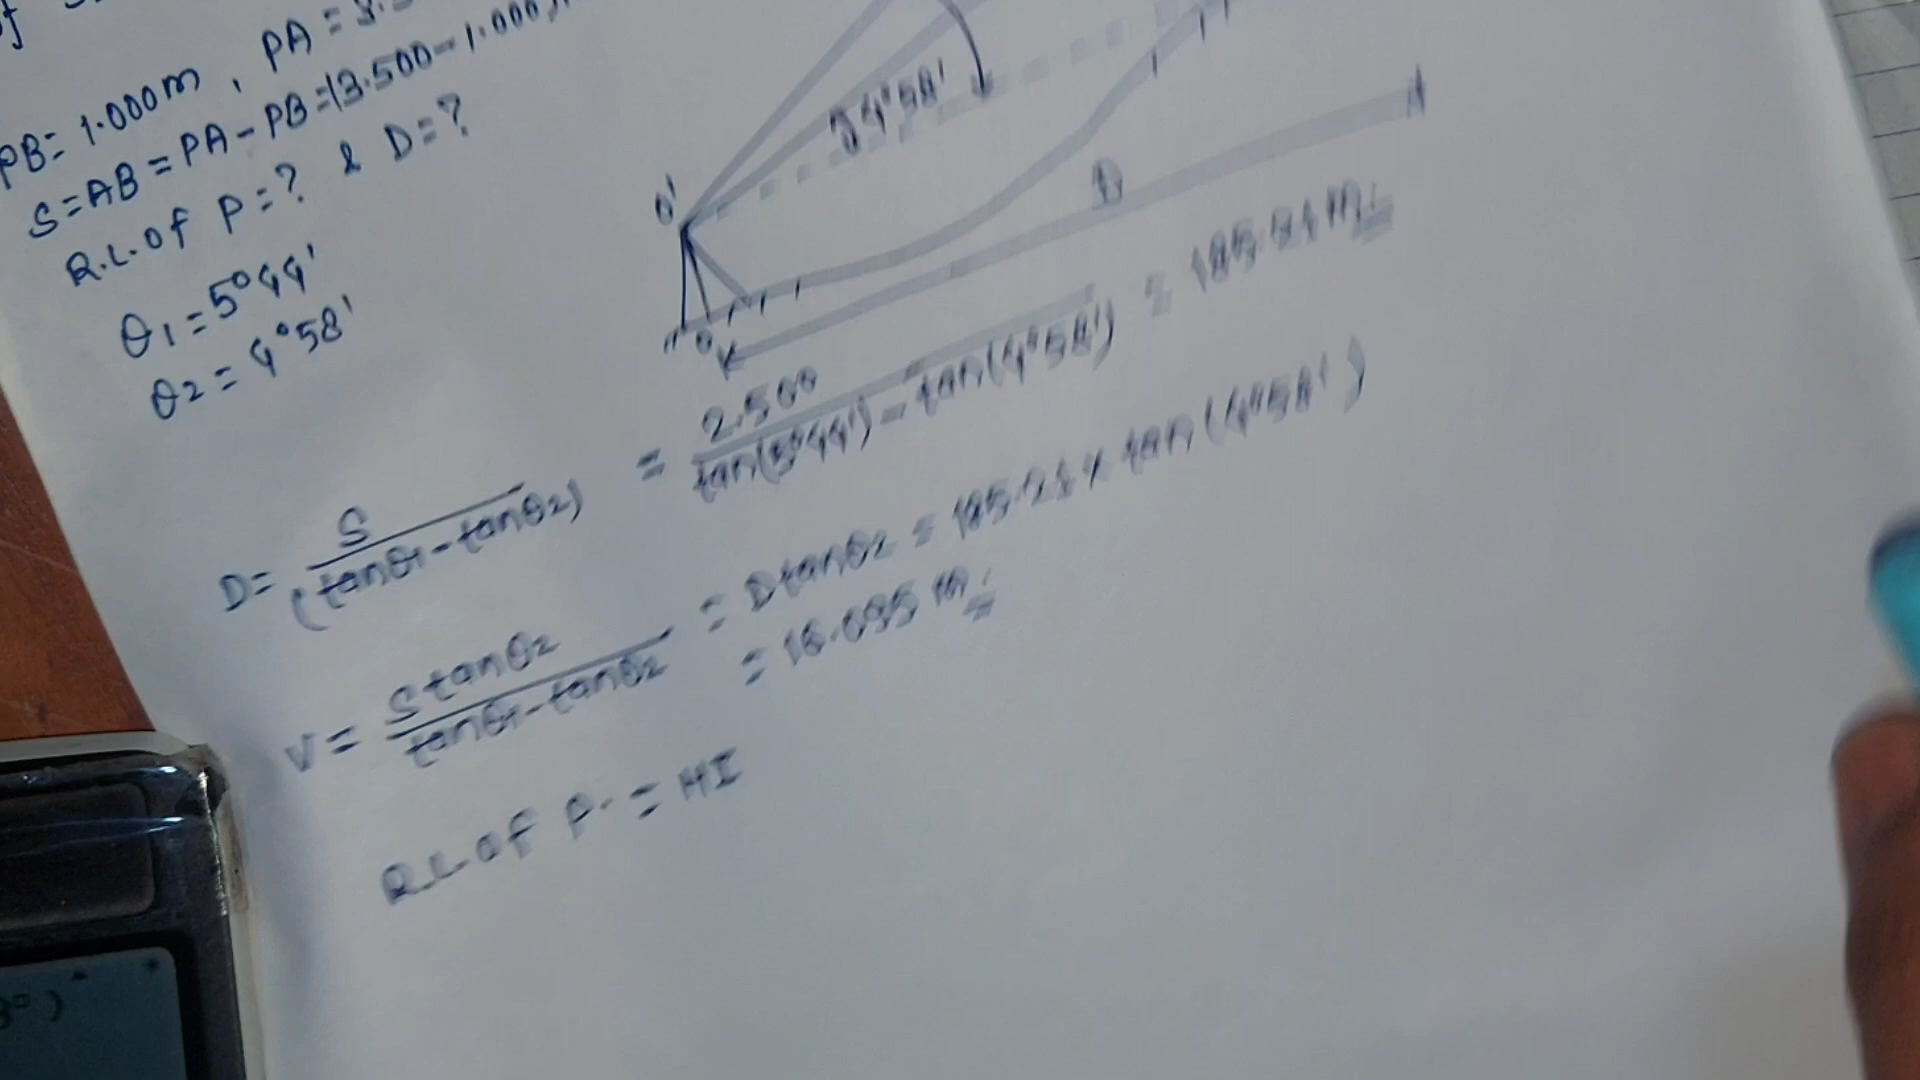 PB = 1.000m, PA = 3.
S = AB = PA - PB = (3.500 - 1.000)
R.L. of P = ? & D = ?
θ1 = 5°44'
θ2 = 4°58'
4°58'
O'
D
D = S / (tanθ1 - tanθ2) = 2.500 / tan(5°44') - tan(4°58') = 185.21m
V = S tanθ2 / tanθ1 - tanθ2 = D tanθ2 = 185.21 x tan(4°58')
= 16.095 m
R.L. of P. = HI